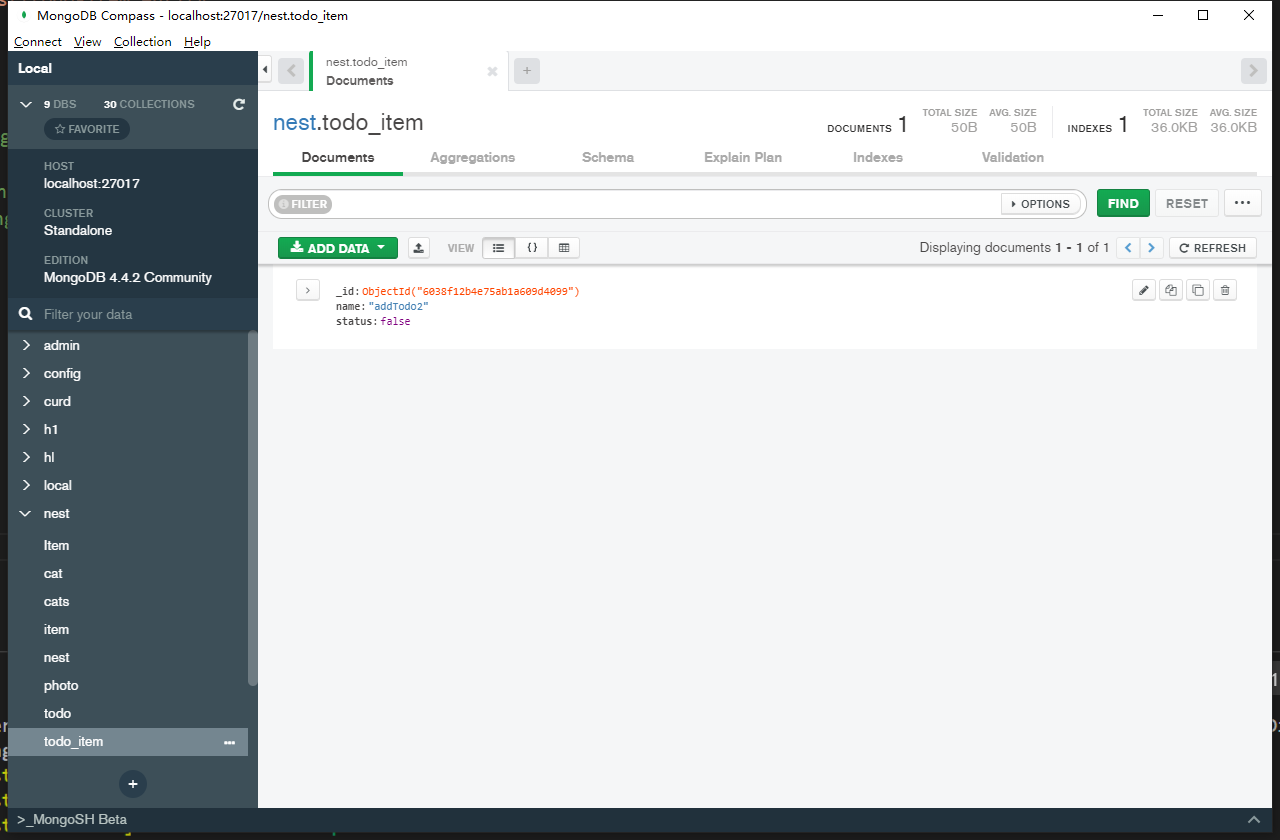 MongoDB Compass - localhost:27017/nest.todo_item
Connect View Collection Help
Local
9 DBS 30 COLLECTIONS
FAVORITE
HOST
localhost:27017
CLUSTER
Standalone
EDITION
MongoDB 4.4.2 Community
Filter your data
admin
config
curd
h1
hl
local
nest
Item
cat
cats
item
nest
photo
todo
todo_item
>_MongoSH Beta
nest.todo_item
Documents
nest.todo_item
DOCUMENTS 1
TOTAL SIZE
50B
AVG. SIZE
50B
INDEXES 1
TOTAL SIZE
36.0KB
AVG. SIZE
36.0KB
Documents Aggregations Schema Explain Plan Indexes Validation
FILTER
OPTIONS
FIND
RESET
ADD DATA
VIEW
{}
Displaying documents 1 - 1 of 1
REFRESH
_id:ObjectId("6038f12b4e75ab1a609d4099")
name:"addTodo2"
status:false